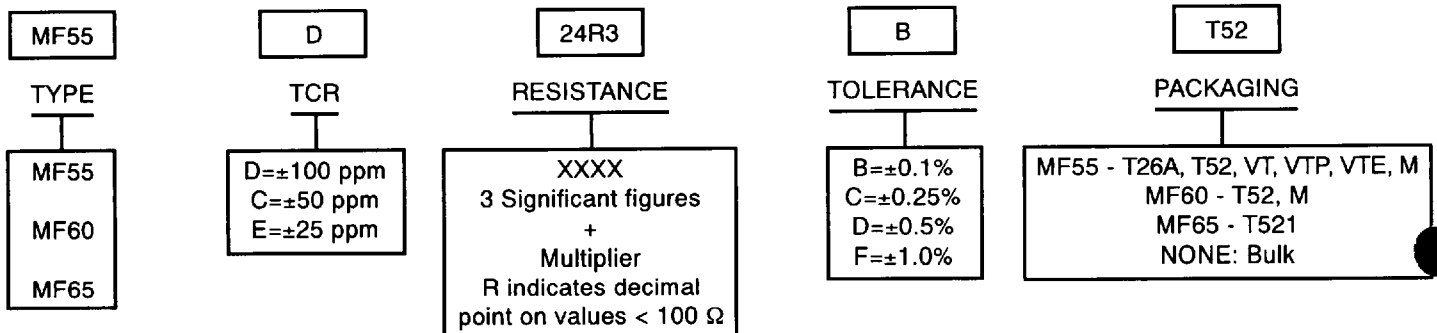 MF55 D 24R3 B T52
TYPE TCR RESISTANCE TOLERANCE PACKAGING
MF55
MF60
MF65
D=±100 ppm
C=±50 ppm
E=±25 ppm
XXXX
3 Significant figures
+
Multiplier
R indicates decimal
point on values < 100 Ω
B=±0.1%
C=±0.25%
D=±0.5%
F=±1.0%
MF55 - T26A, T52, VT, VTP, VTE, M
MF60 - T52, M
MF65 - T521
NONE: Bulk